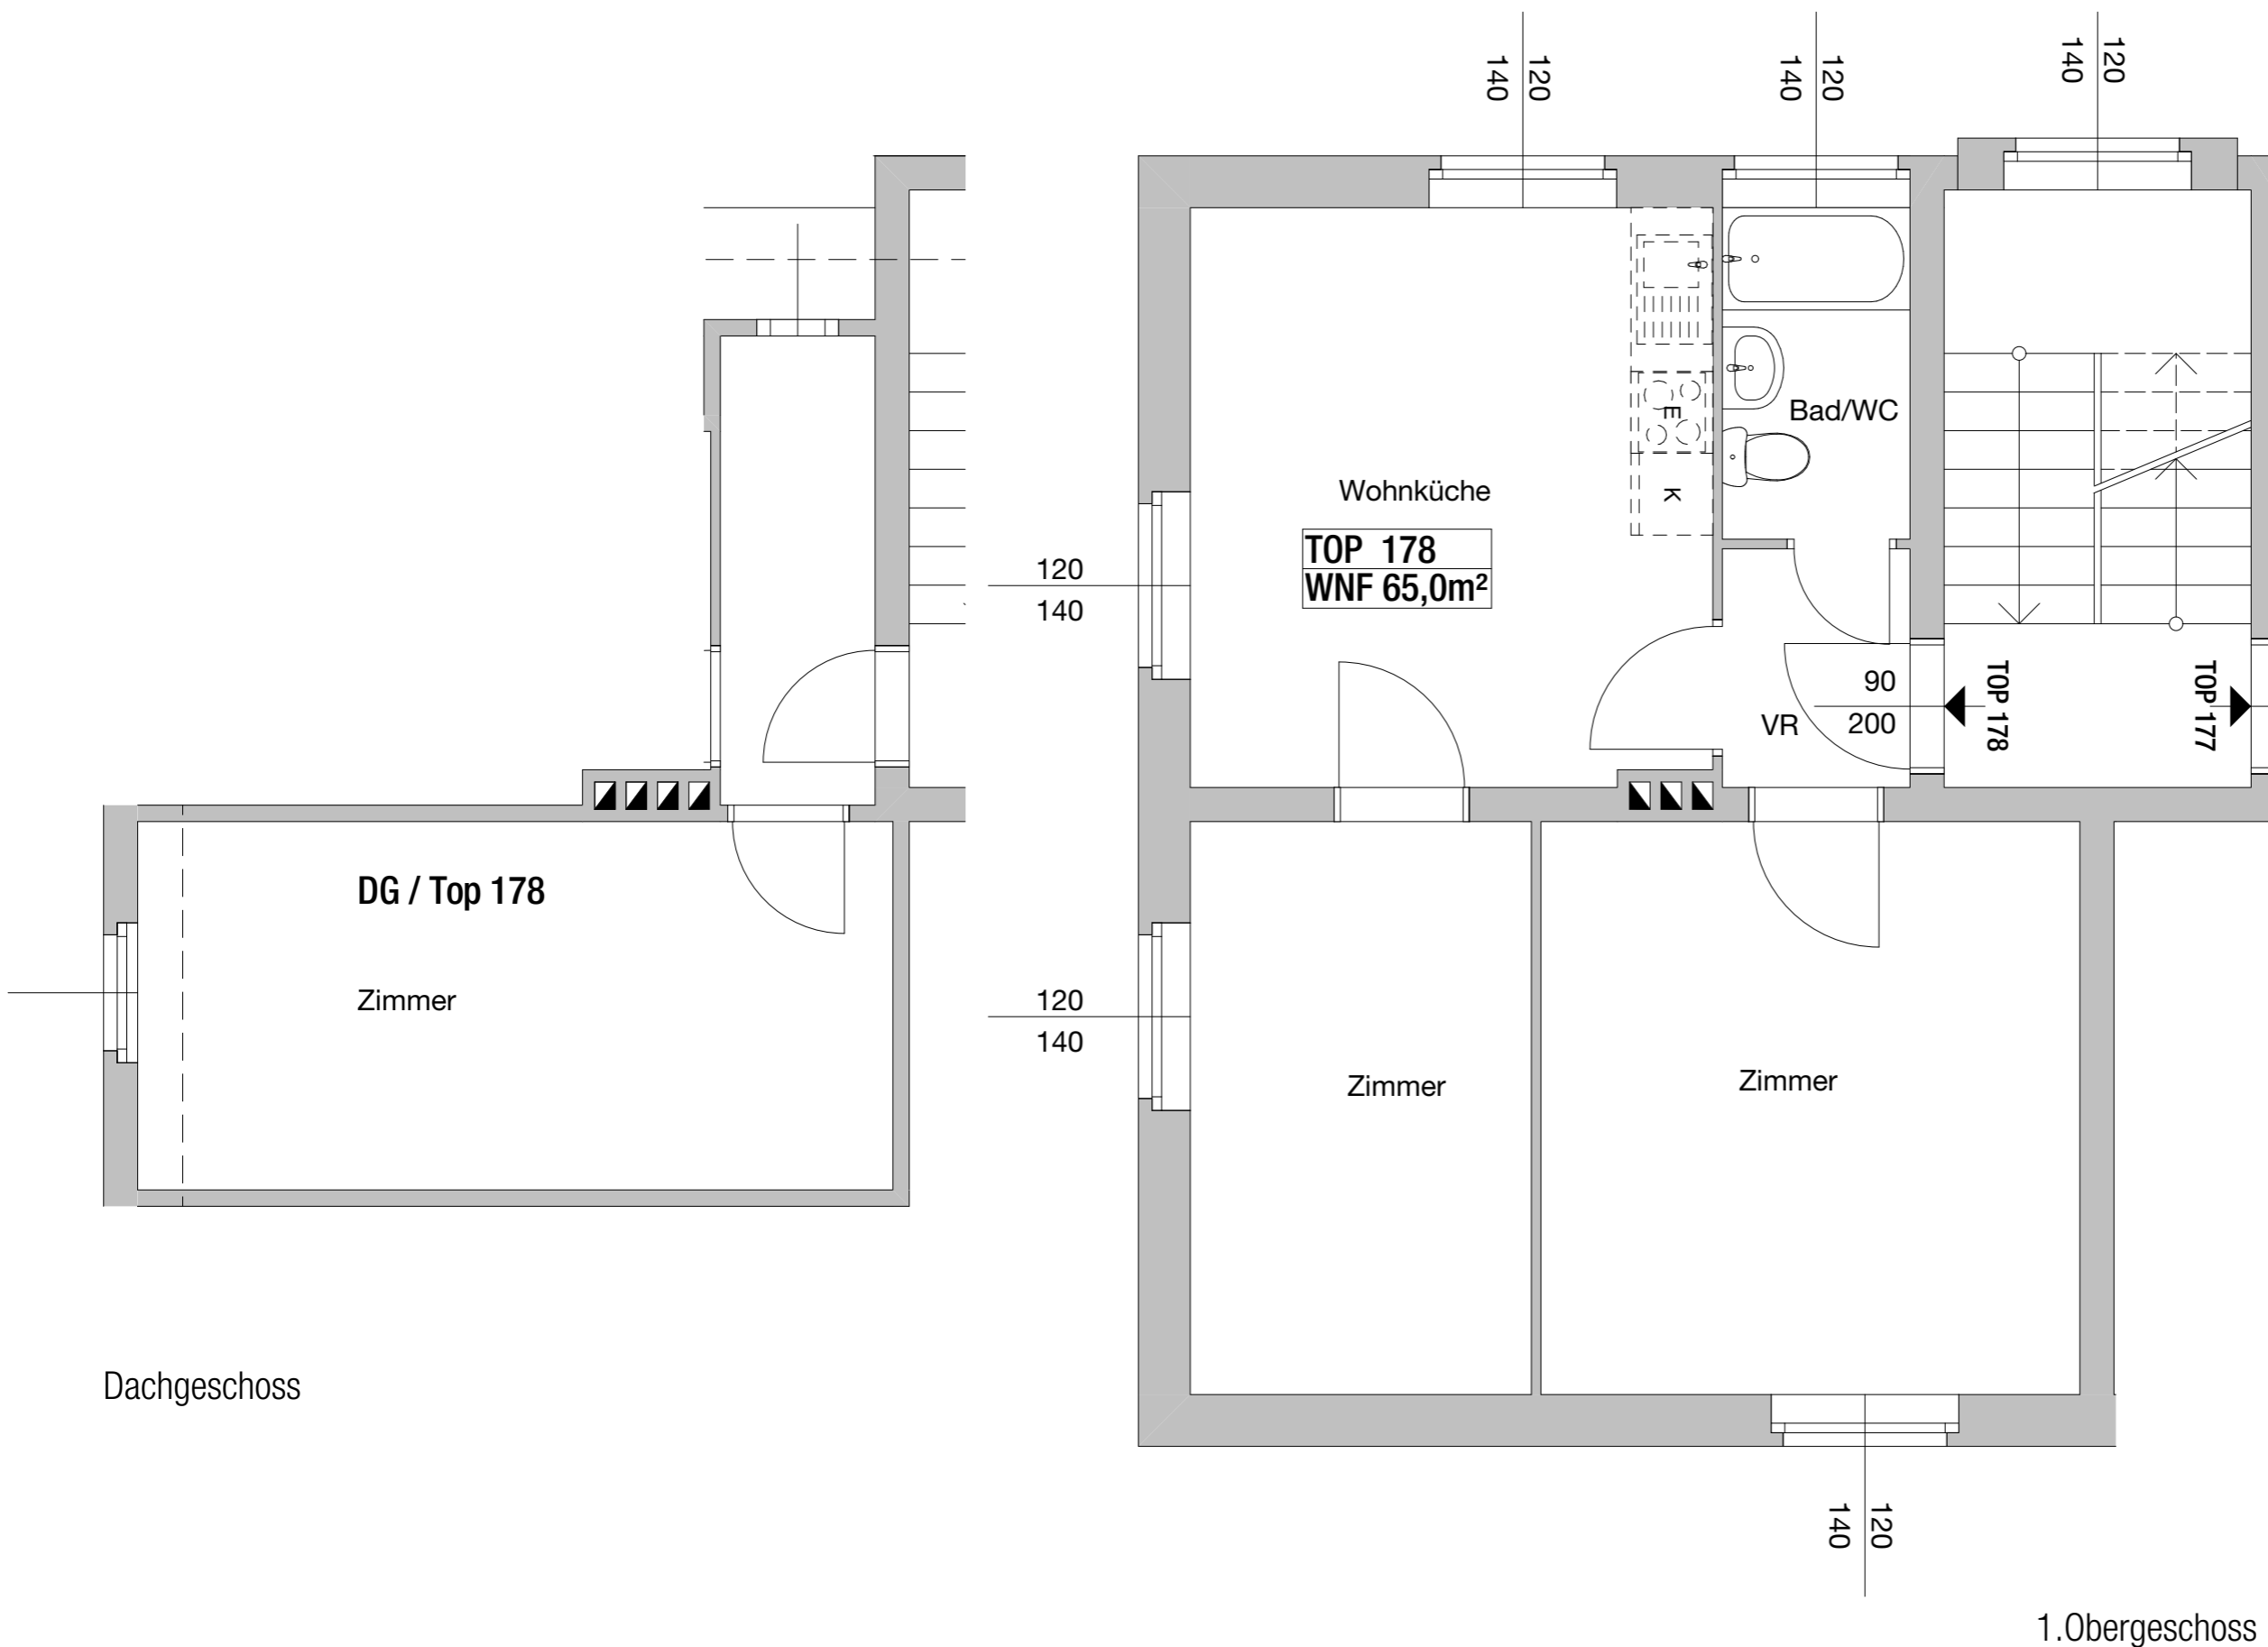 140
120
140
120
140
120
Bad/WC
E
K
Wohnküche
TOP 178
WNF 65,0m²
120
140
90
200
VR
TOP 178
TOP 177
DG / Top 178
Zimmer
120
140
Zimmer
Zimmer
Dachgeschoss
140
120
1.Obergeschoss